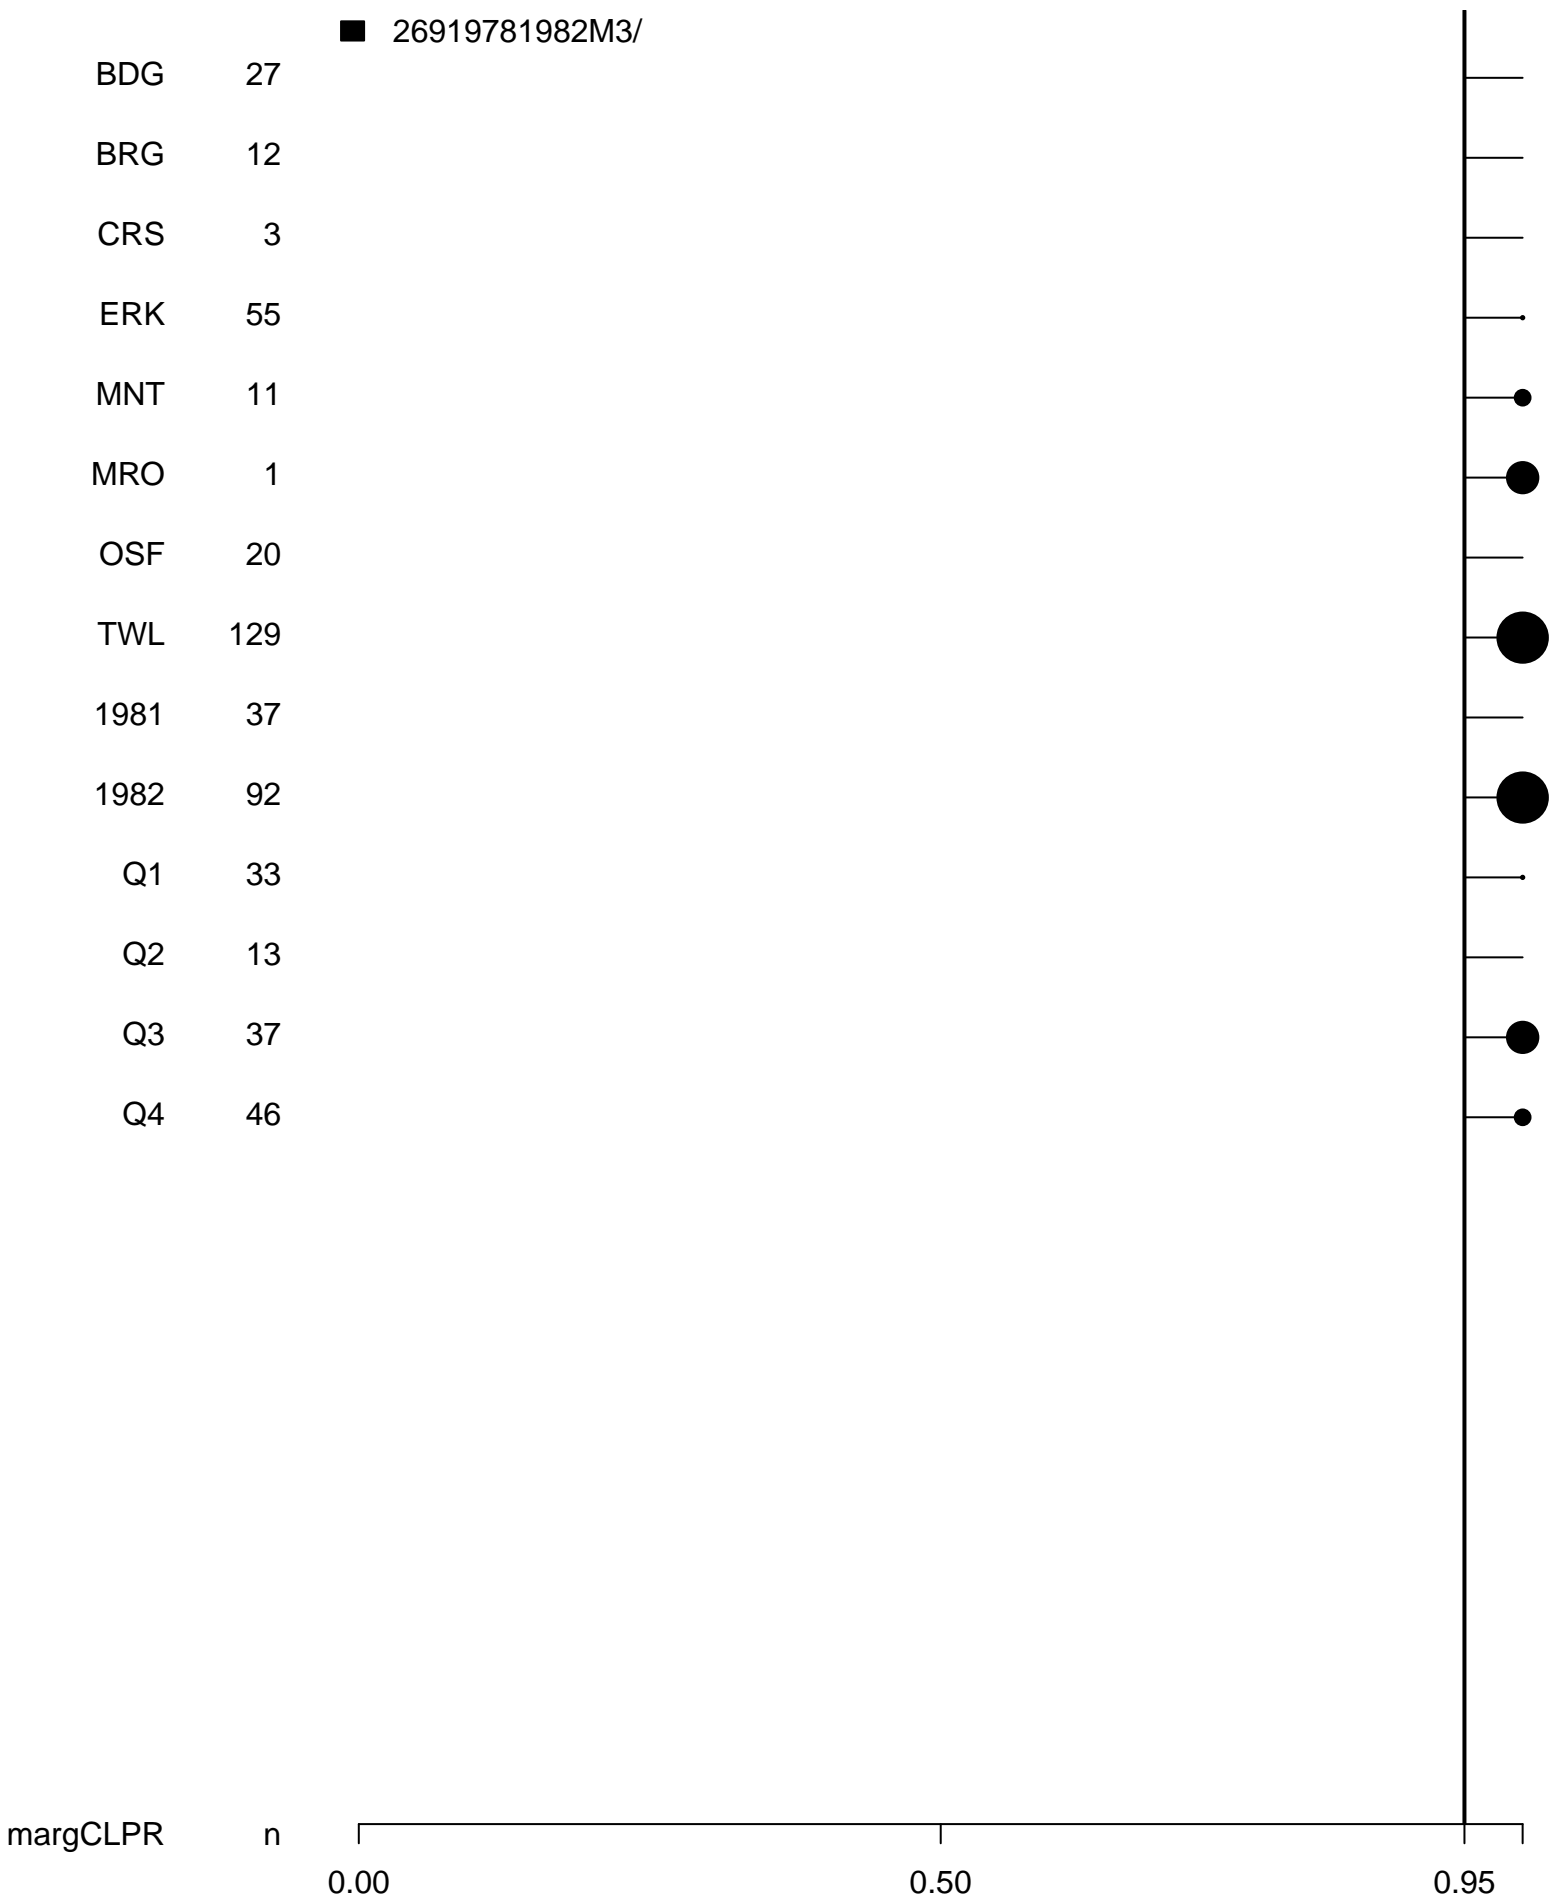 26919781982M3/
BDG 27
BRG 12
CRS 3
ERK 55
MNT 11
MRO 1
OSF 20
TWL 129
1981 37
1982 92
Q1 33
Q2 13
Q3 37
Q4 46
margCLPR n
0.00 0.50 0.95